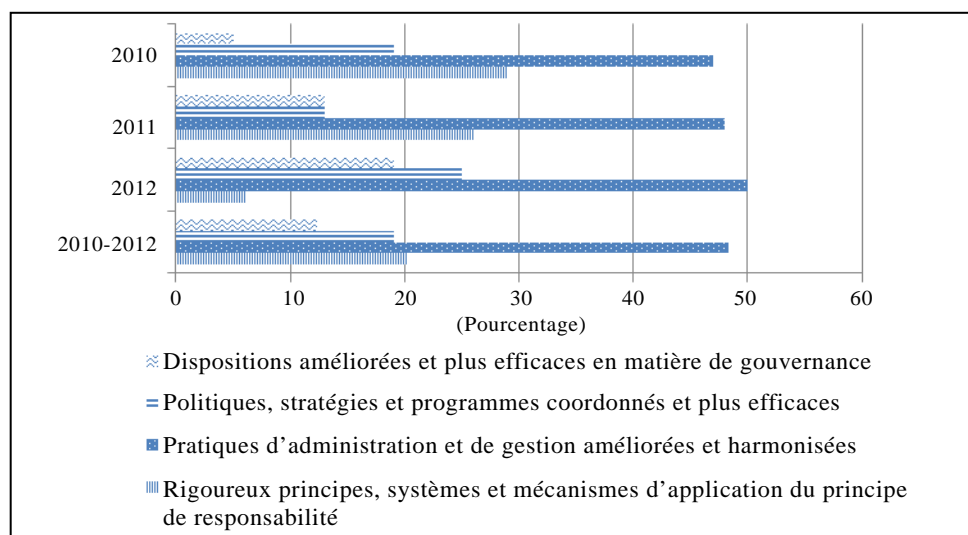 2010
2011
2012
2010-2012
0 10 20 30 40 50 60
(Pourcentage)
Dispositions améliorées et plus efficaces en matière de gouvernance
Politiques, stratégies et programmes coordonnés et plus efficaces
Pratiques d’administration et de gestion améliorées et harmonisées
Rigoureux principes, systèmes et mécanismes d’application du principe
de responsabilité